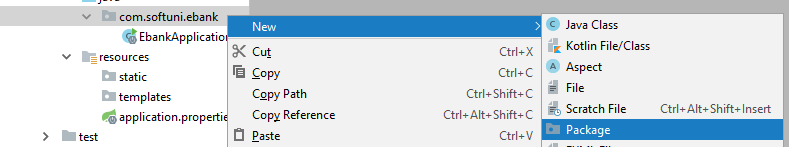 java
com.softuni.ebank
EbankApplication
resources
static
templates
application.propertie
test
New
Cut Ctrl+X
Copy Ctrl+C
Copy Path Ctrl+Shift+C
Copy Reference Ctrl+Alt+Shift+C
Paste Ctrl+V
Java Class
Kotlin File/Class
Aspect
File
Scratch File Ctrl+Alt+Shift+Insert
Package